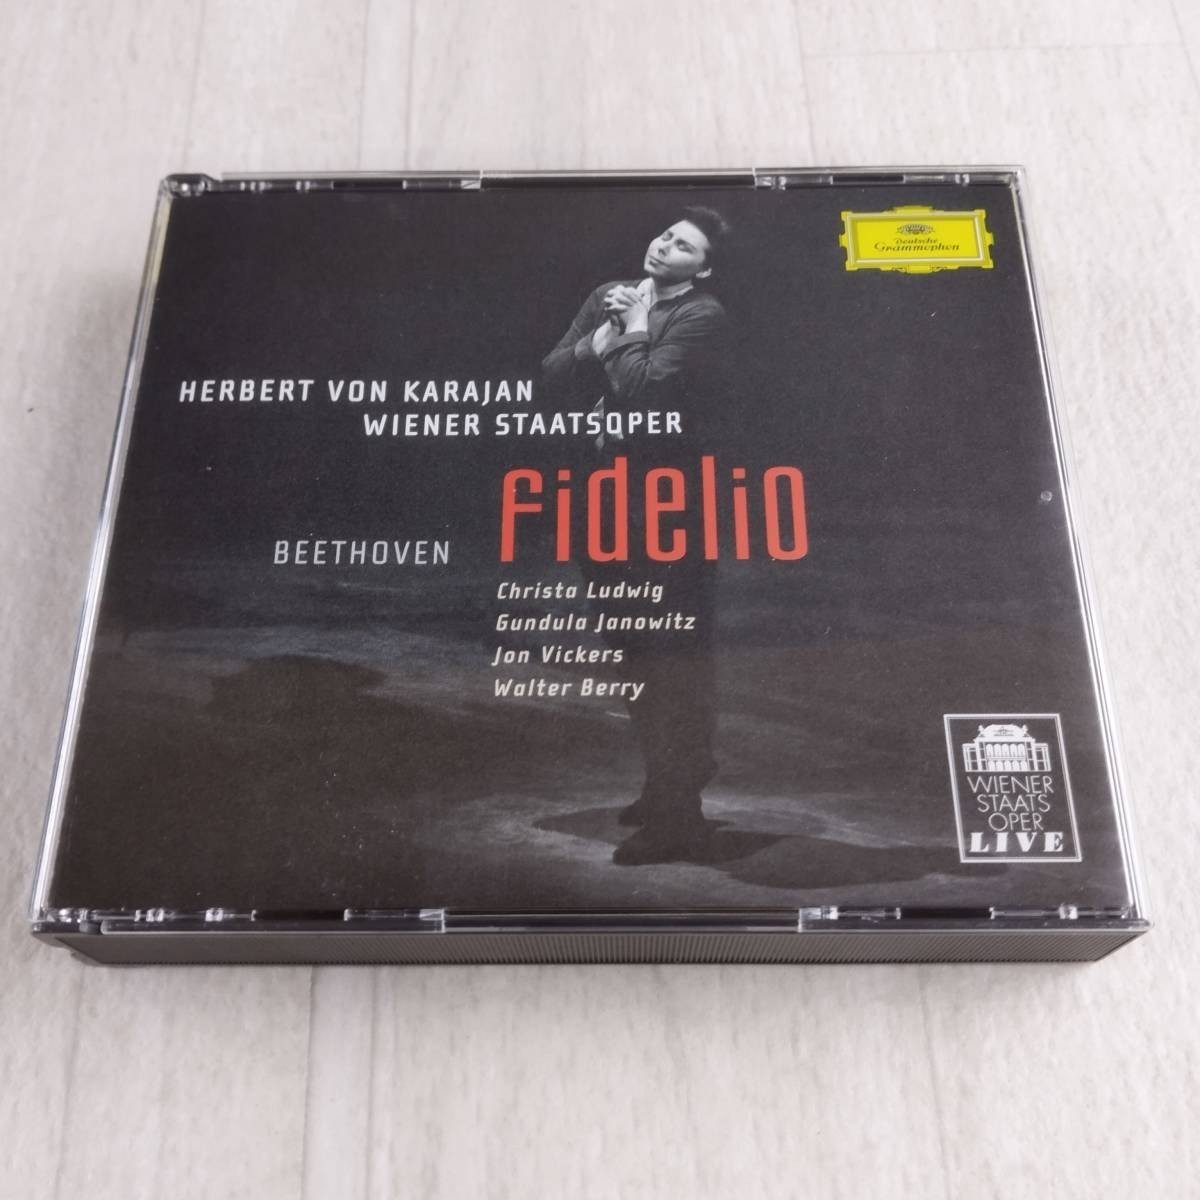 Deutsche
Grammophon
HERBERT VON KARAJAN
WIENER STAATSOPER
fidelio
BEETHOVEN
Christa Ludwig
Gundula Janowitz
Jon Vickers
Walter Berry
WIENER
STAATS
OPER
LIVE